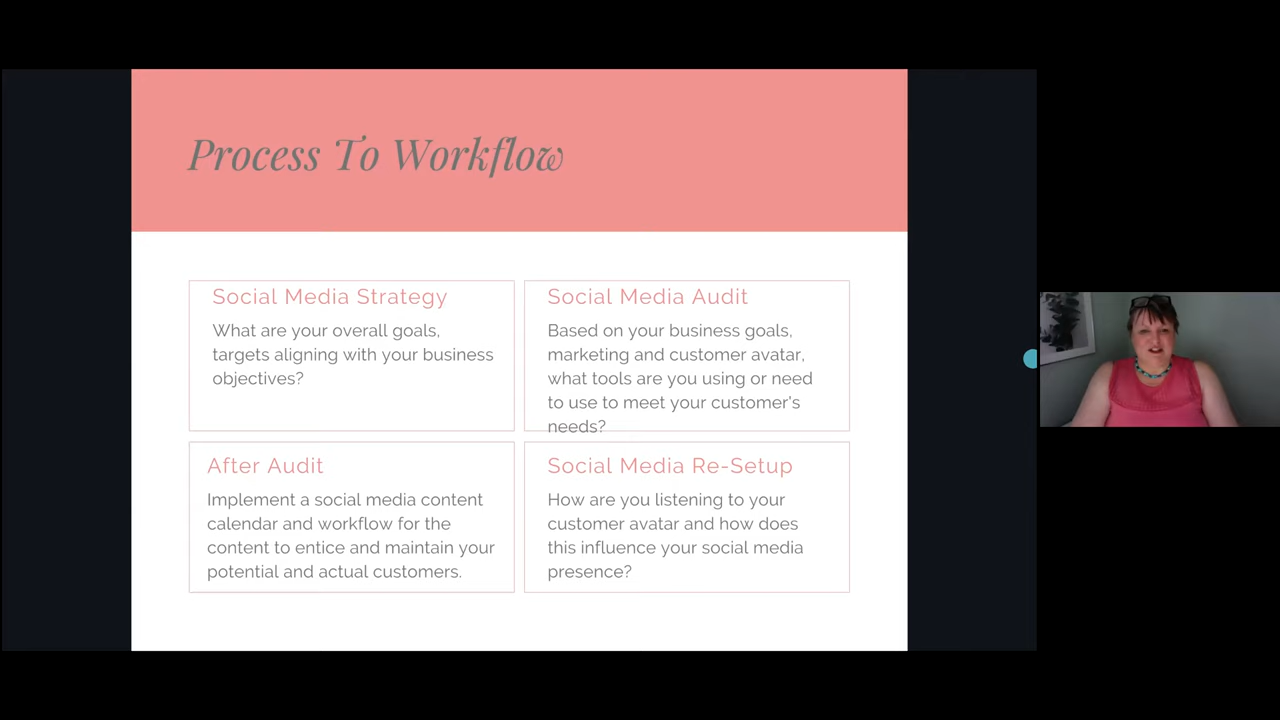 Process To Workflow
Social Media Strategy
What are your overall goals,
targets aligning with your business
objectives?
Social Media Audit
Based on your business goals,
marketing and customer avatar,
what tools are you using or need
to use to meet your customer's
needs?
After Audit
Implement a social media content
calendar and workflow for the
content to entice and maintain your
potential and actual customers.
Social Media Re-Setup
How are you listening to your
customer avatar and how does
this influence your social media
presence?